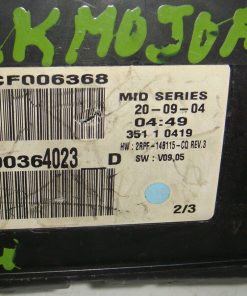 KMOJOR
CF006368
MID SERIES
20-09-04
04:49
351 1 0419
HW : 2RPF-14B115-CD REV.3
00364023 D
SW : V09,05
2/3